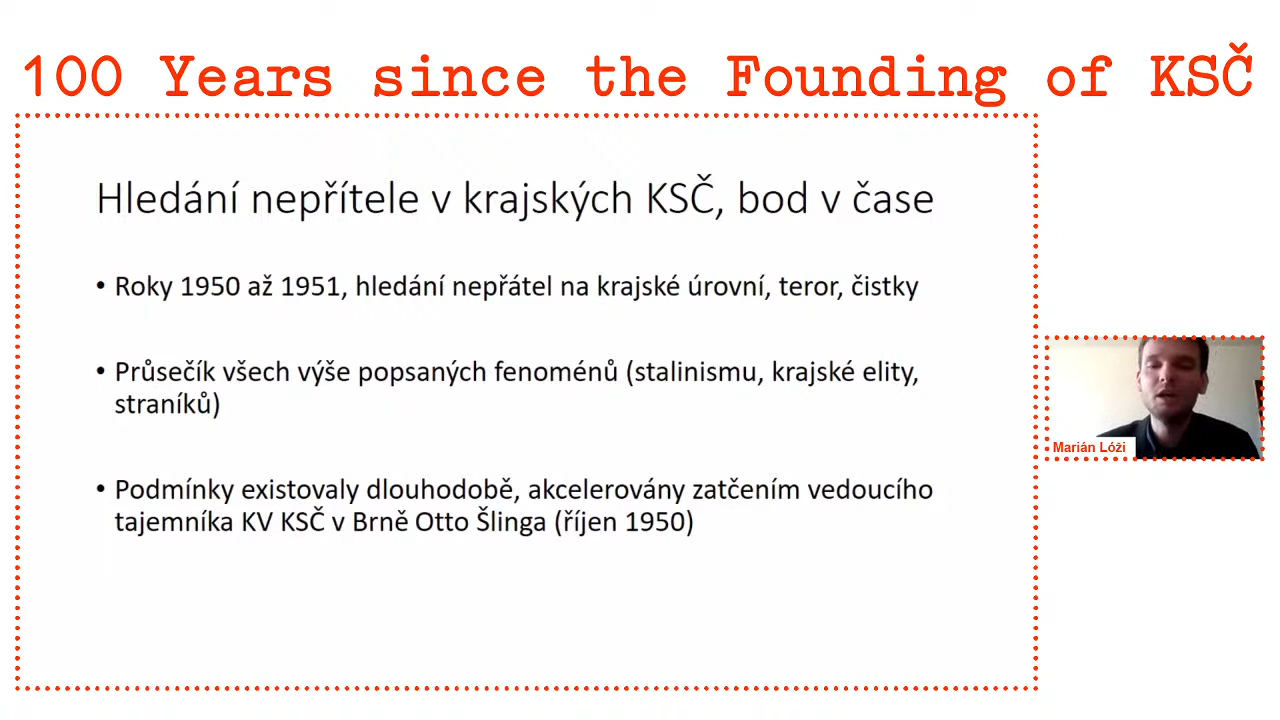 100 Years since the Founding of KSČ
Hledání nepřítele v krajských KSČ, bod v čase
• Roky 1950 až 1951, hledání nepřátel na krajské úrovní, teror, čistky
• Průsečík všech výše popsaných fenoménů (stalinismu, krajské elity,
straníků)
• Podmínky existovaly dlouhodobě, akcelerovány zatčením vedoucího
tajemníka KV KSČ v Brně Otto Šlinga (říjen 1950)
Marián Lóži